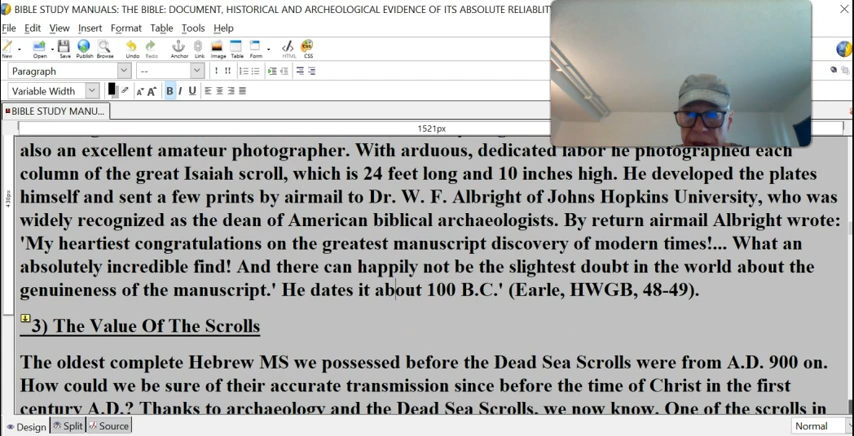 BIBLE STUDY MANUALS: THE BIBLE: DOCUMENT, HISTORICAL AND ARCHEOLOGICAL EVIDENCE OF ITS ABSOLUTE RELIABLIT
File Edit View Insert Format Table Tools Help
New Open Save Publish Browse Undo Redo Anchor Link Image Table Form HTML CSS
Paragraph --
Variable Width A A B I U
BIBLE STUDY MANU...
1521px
also an excellent amateur photographer. With arduous, dedicated labor he photographed each
column of the great Isaiah scroll, which is 24 feet long and 10 inches high. He developed the plates
himself and sent a few prints by airmail to Dr. W. F. Albright of Johns Hopkins University, who was
widely recognized as the dean of American biblical archaeologists. By return airmail Albright wrote:
'My heartiest congratulations on the greatest manuscript discovery of modern times!... What an
absolutely incredible find! And there can happily not be the slightest doubt in the world about the
genuineness of the manuscript.' He dates it about 100 B.C.' (Earle, HWGB, 48-49).
3) The Value Of The Scrolls
The oldest complete Hebrew MS we possessed before the Dead Sea Scrolls were from A.D. 900 on.
How could we be sure of their accurate transmission since before the time of Christ in the first
century A.D.? Thanks to archaeology and the Dead Sea Scrolls, we now know. One of the scrolls in
Design Split Source Normal